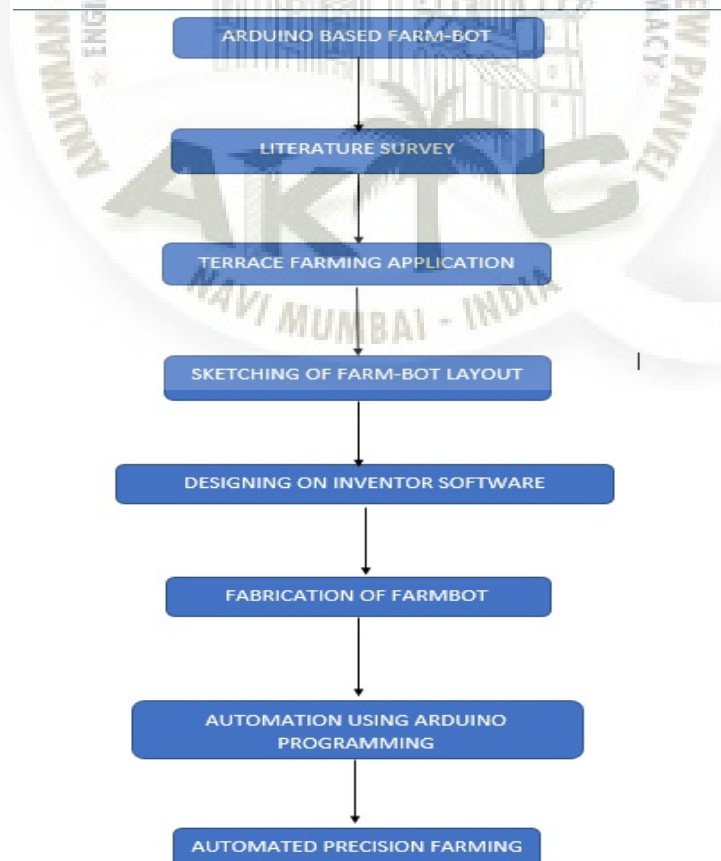 ARDUINO BASED FARM-BOT
LITERATURE SURVEY
AKTC
TERRACE FARMING APPLICATION
NAVI MUMBAI - INDIA
SKETCHING OF FARM-BOT LAYOUT
DESIGNING ON INVENTOR SOFTWARE
FABRICATION OF FARMBOT
AUTOMATION USING ARDUINO
PROGRAMMING
AUTOMATED PRECISION FARMING